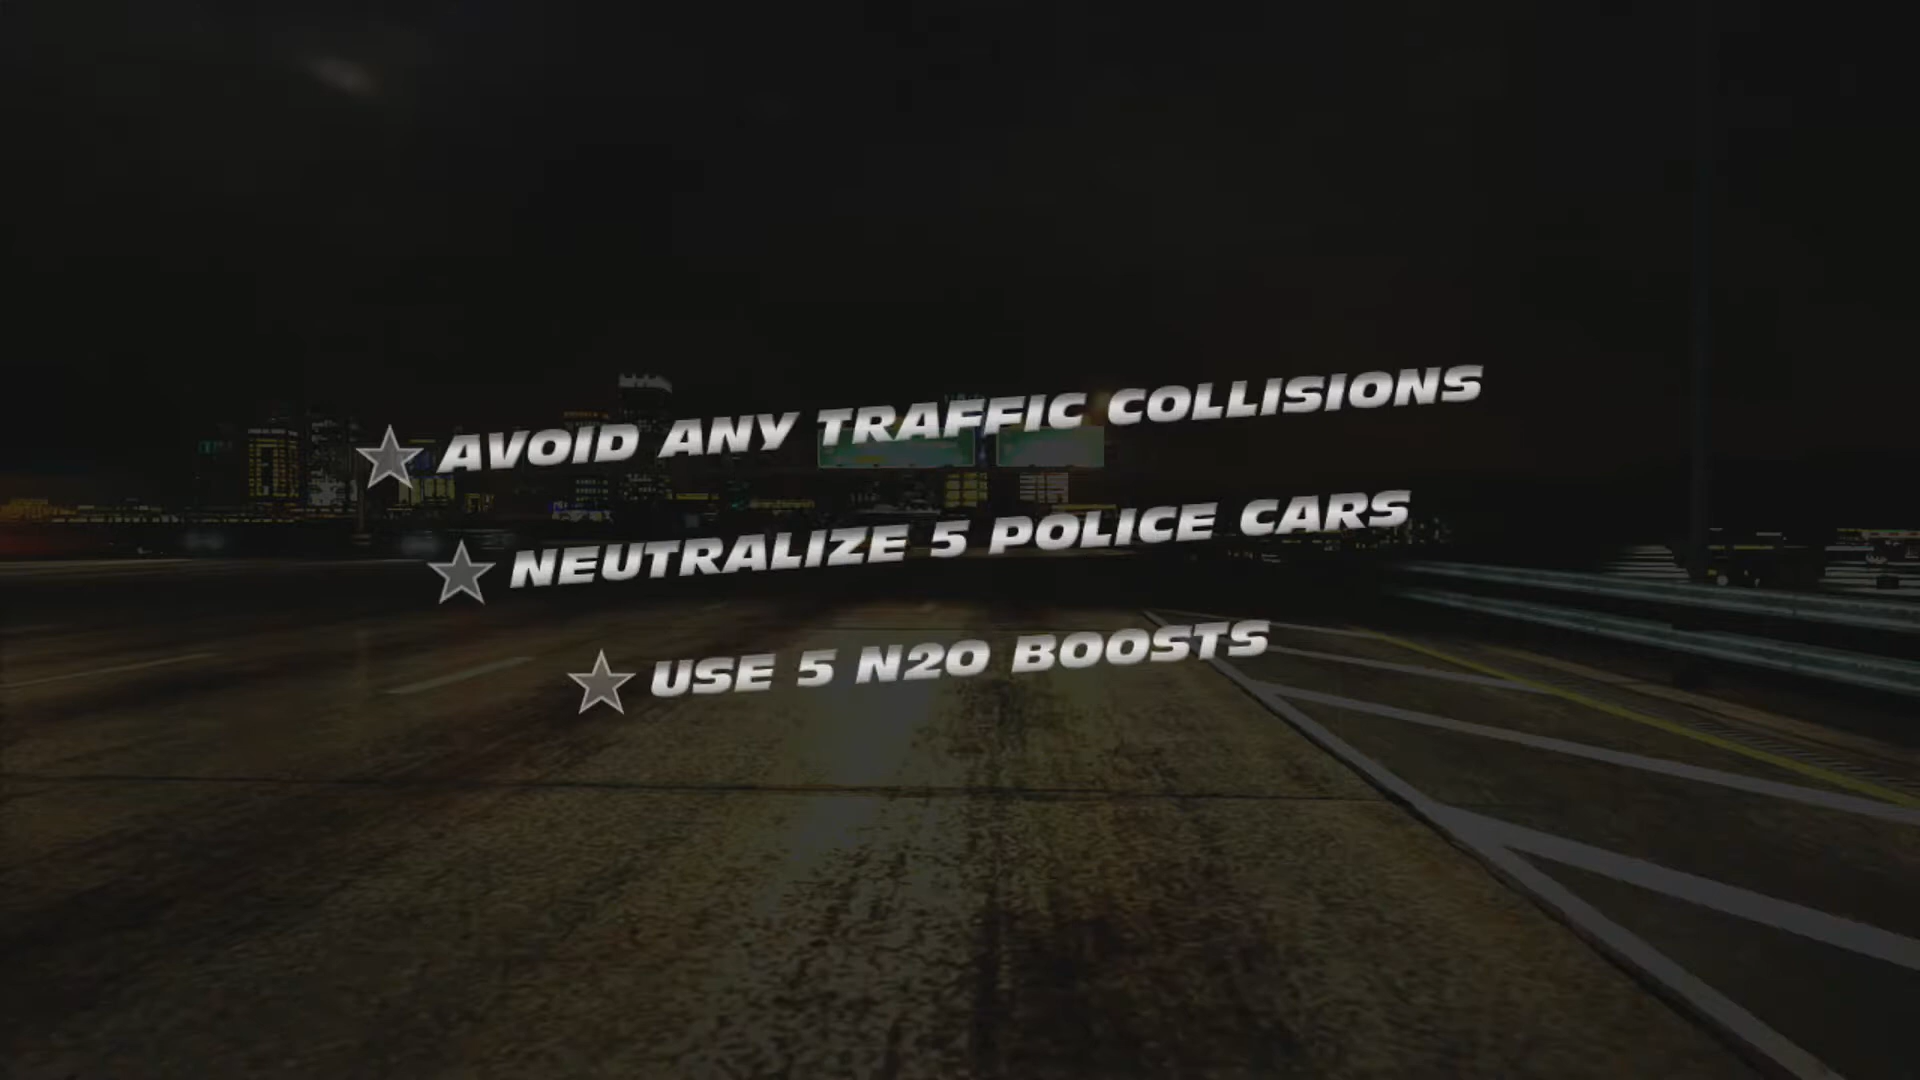 AVOID ANY TRAFFIC COLLISIONS
NEUTRALIZE 5 POLICE CARS
USE 5 N2O BOOSTS